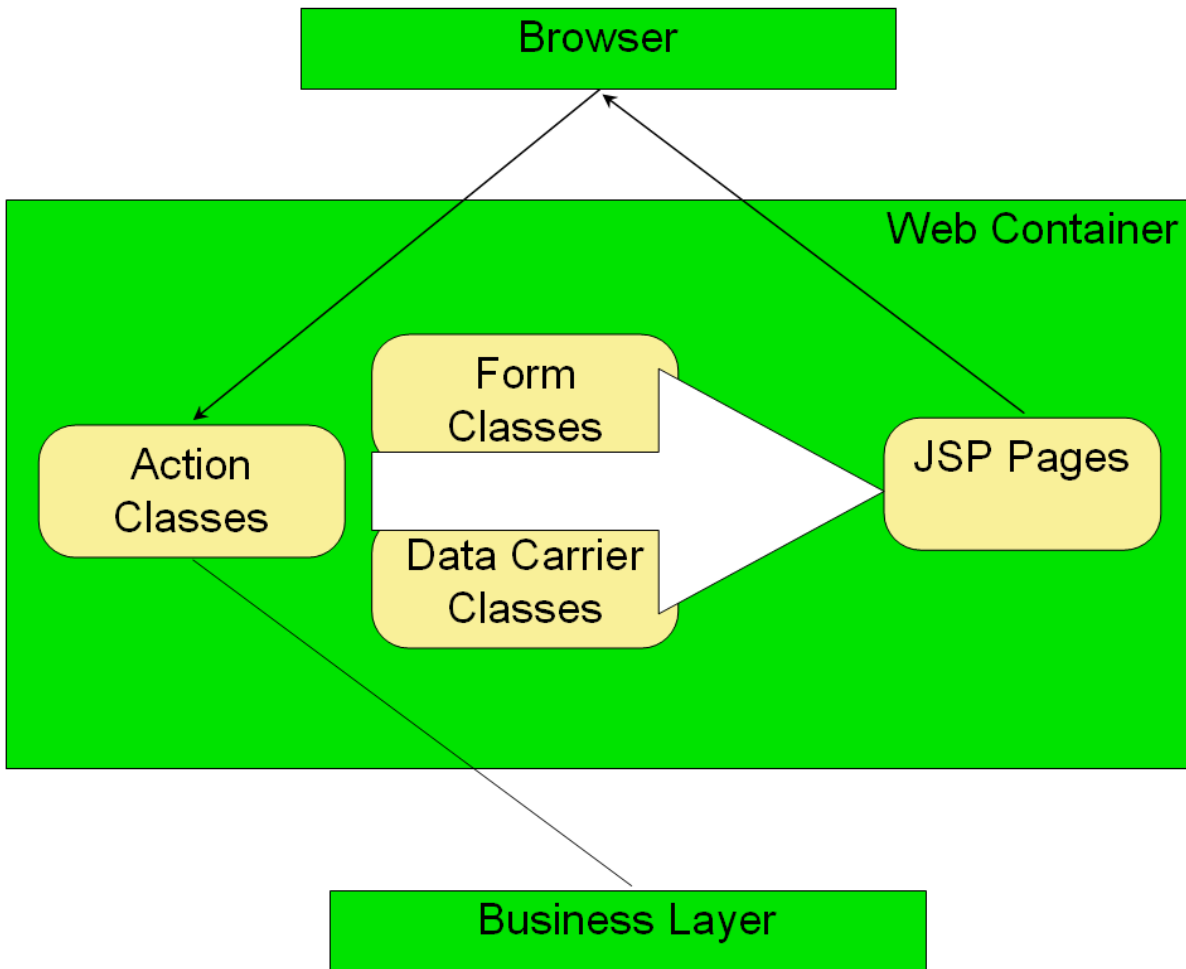 Browser
Web Container
Form
Classes
Action
Classes
JSP Pages
Data Carrier
Classes
Business Layer